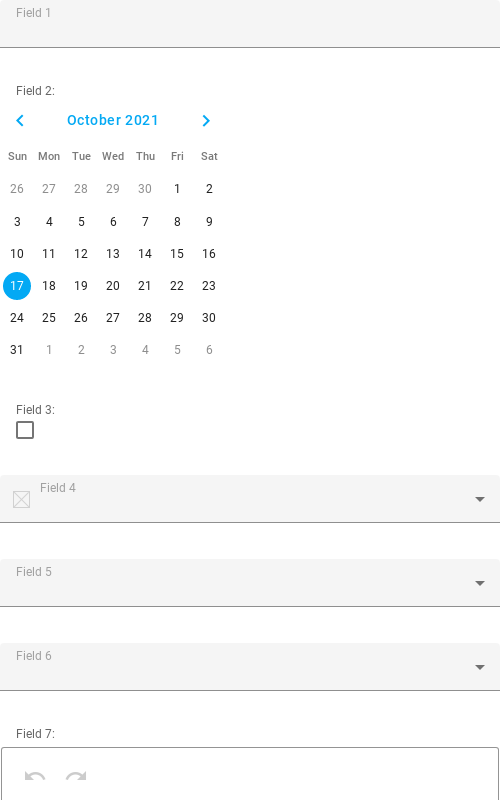 Field 1
Field 2:
October 2021
Sun Mon Tue Wed Thu Fri Sat
26 27 28 29 30 1 2
3 4 5 6 7 8 9
10 11 12 13 14 15 16
17 18 19 20 21 22 23
24 25 26 27 28 29 30
31 1 2 3 4 5 6
Field 3:
Field 4
Field 5
Field 6
Field 7: